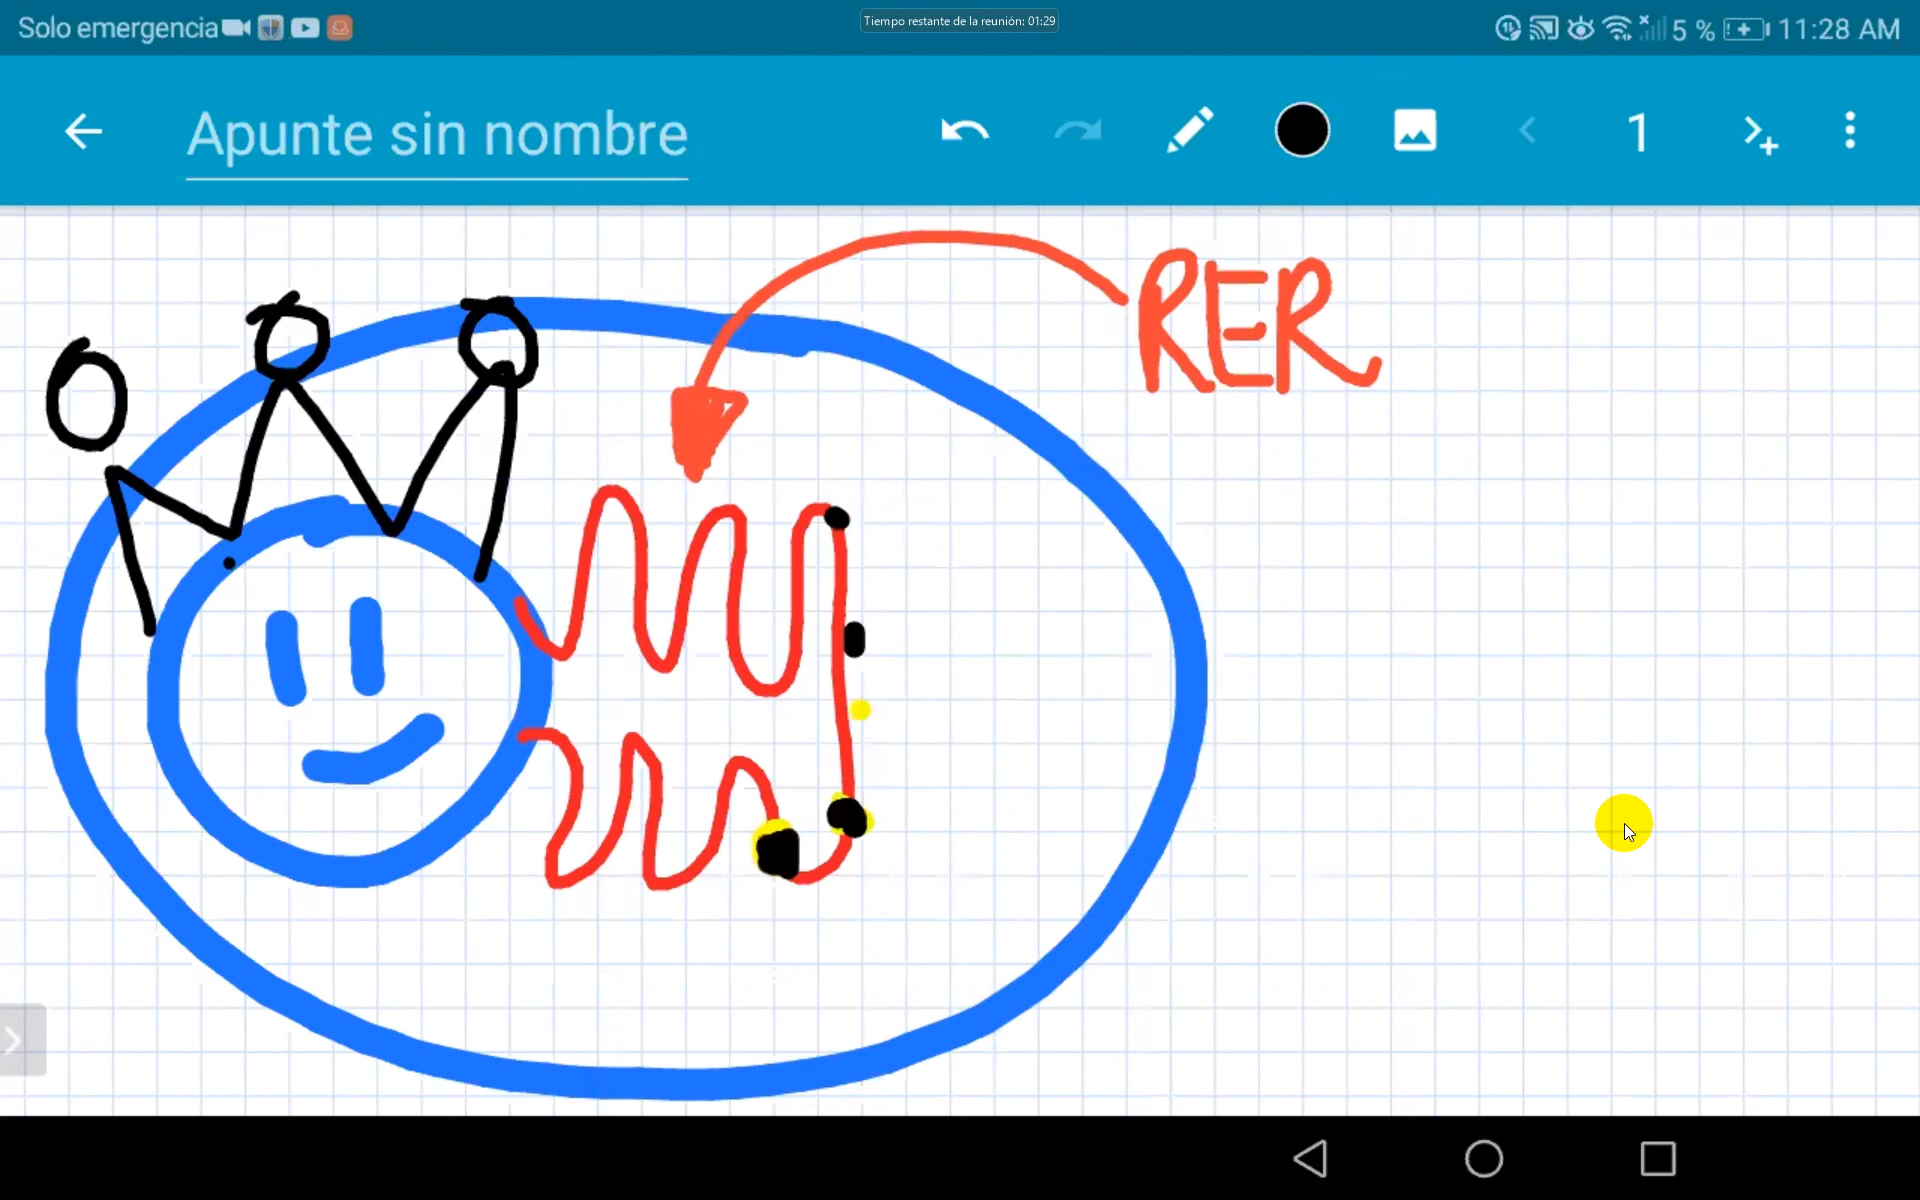 Solo emergencia
Tiempo restante de la reunión: 01:29
5 %
11:28 AM
Apunte sin nombre
1
RER